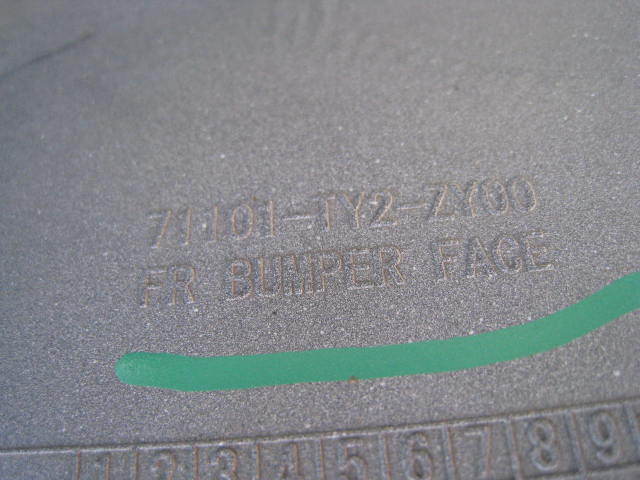 71101-TY2-ZY00
FR BUMPER FACE
1 2 3 4 5 6 7 8 9